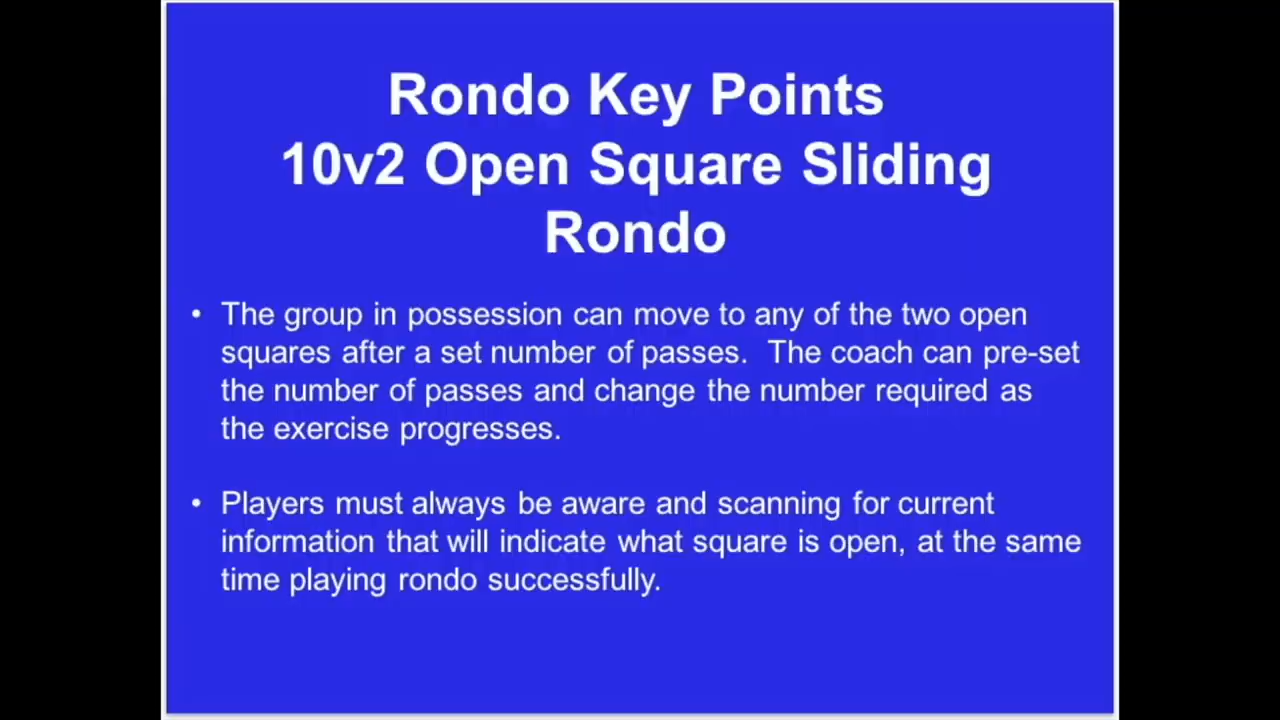 Rondo Key Points
10v2 Open Square Sliding
Rondo
• The group in possession can move to any of the two open
squares after a set number of passes.  The coach can pre-set
the number of passes and change the number required as
the exercise progresses.
• Players must always be aware and scanning for current
information that will indicate what square is open, at the same
time playing rondo successfully.